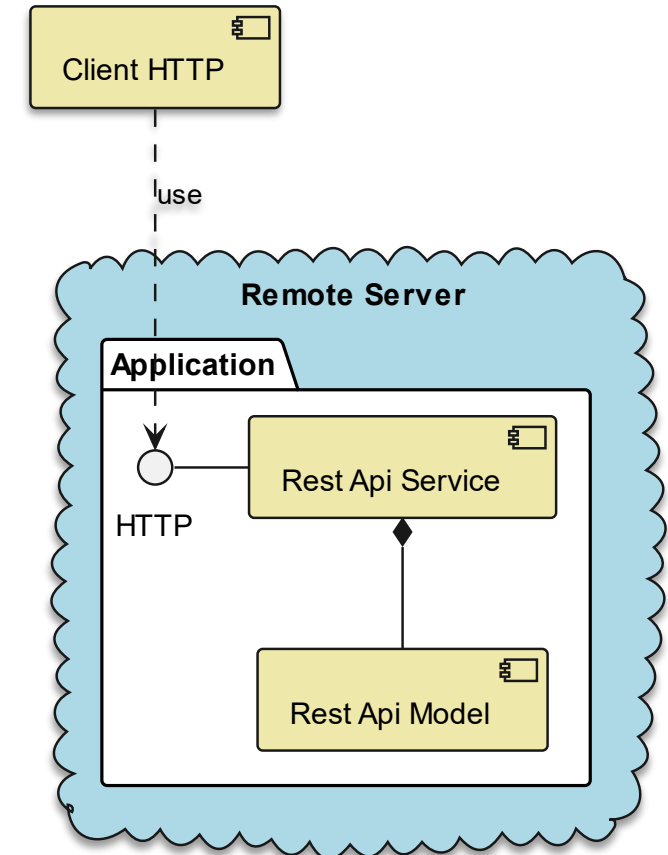 Client HTTP
use
Remote Server
Application
Rest Api Service
HTTP
Rest Api Model